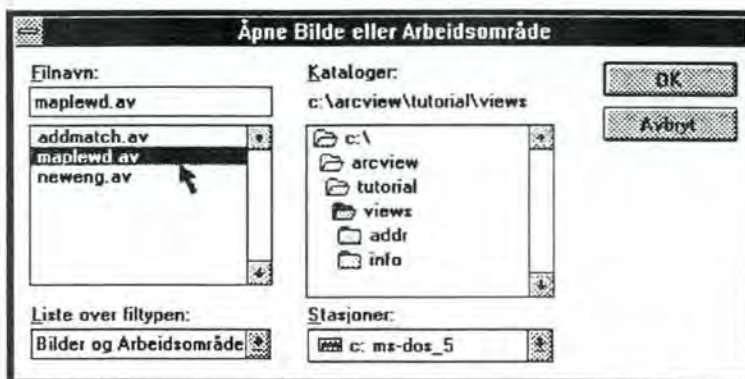 Åpne Bilde eller Arbeidsområde
Filnavn:
maplewd.av
addmatch.av
maplewd.av
neweng.av
Liste over filtypen:
Bilder og Arbeidsområde
Kataloger:
c:\arcview\tutorial\views
c:\
arcview
tutorial
views
addr
info
Stasjoner:
c: ms-dos_5
OK
Avbryt